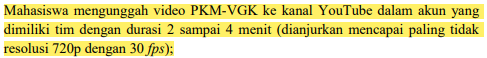 Mahasiswa mengunggah video PKM-VGK ke kanal YouTube dalam akun yang
dimiliki tim dengan durasi 2 sampai 4 menit (dianjurkan mencapai paling tidak
resolusi 720p dengan 30 fps);